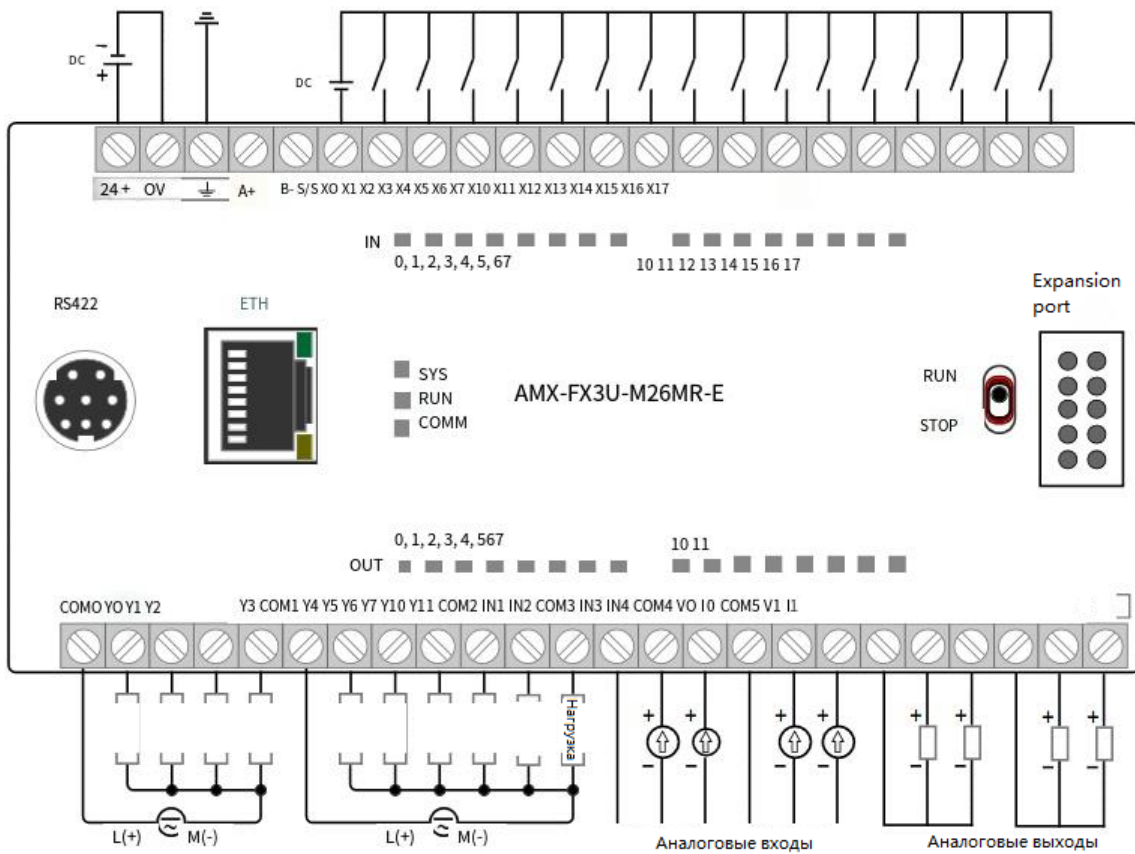 DC - +
DC
24+ OV A+ B- S/S XO X1 X2 X3 X4 X5 X6 X7 X10 X11 X12 X13 X14 X15 X16 X17
IN
0, 1, 2, 3, 4, 5, 67 10 11 12 13 14 15 16 17
Expansion
port
RS422 ETH
SYS
RUN
COMM
AMX-FX3U-M26MR-E
RUN
STOP
0, 1, 2, 3, 4, 567 10 11
OUT
COMO YO Y1 Y2 Y3 COM1 Y4 Y5 Y6 Y7 Y10 Y11 COM2 IN1 IN2 COM3 IN3 IN4 COM4 VO I0 COM5 V1 I1
Нагрузка
+ + + + + + + +
- - - - - - - -
L(+) M(-) L(+) M(-)
Аналоговые входы Аналоговые выходы